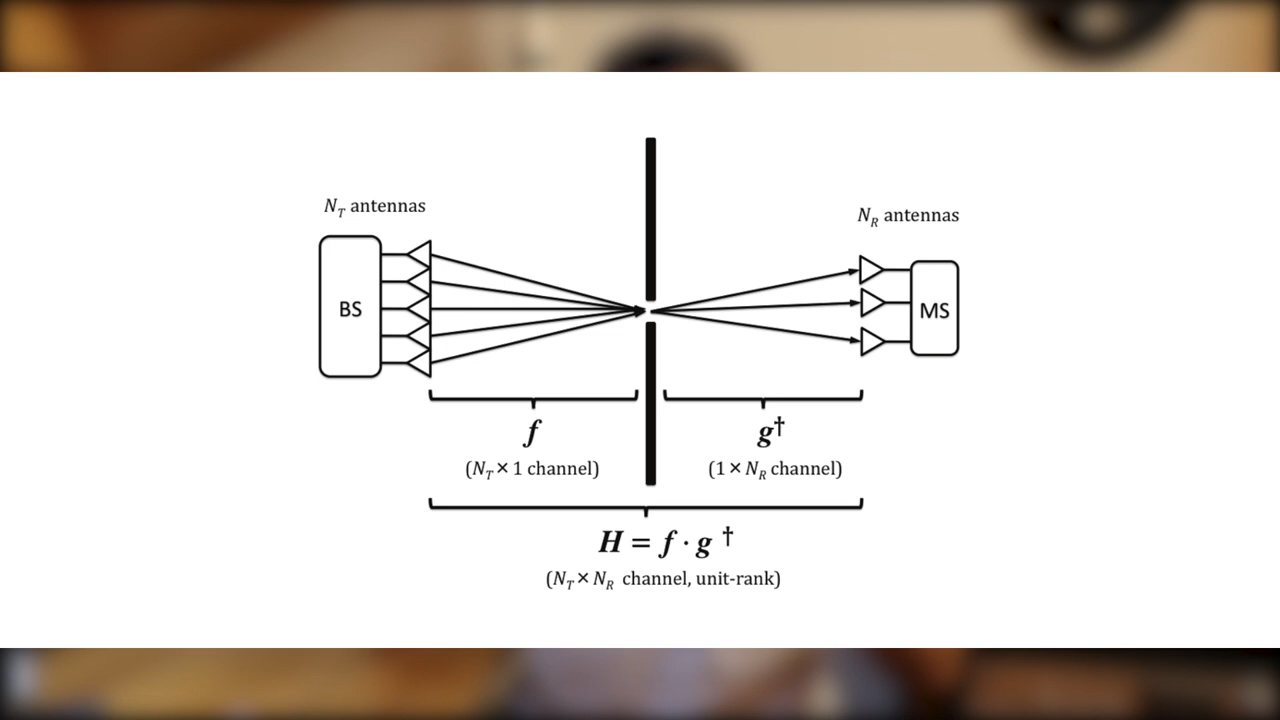 N_T antennas
N_R antennas
BS
MS
f
g†
(N_T × 1 channel)
(1 × N_R channel)
H = f · g †
(N_T × N_R channel, unit-rank)